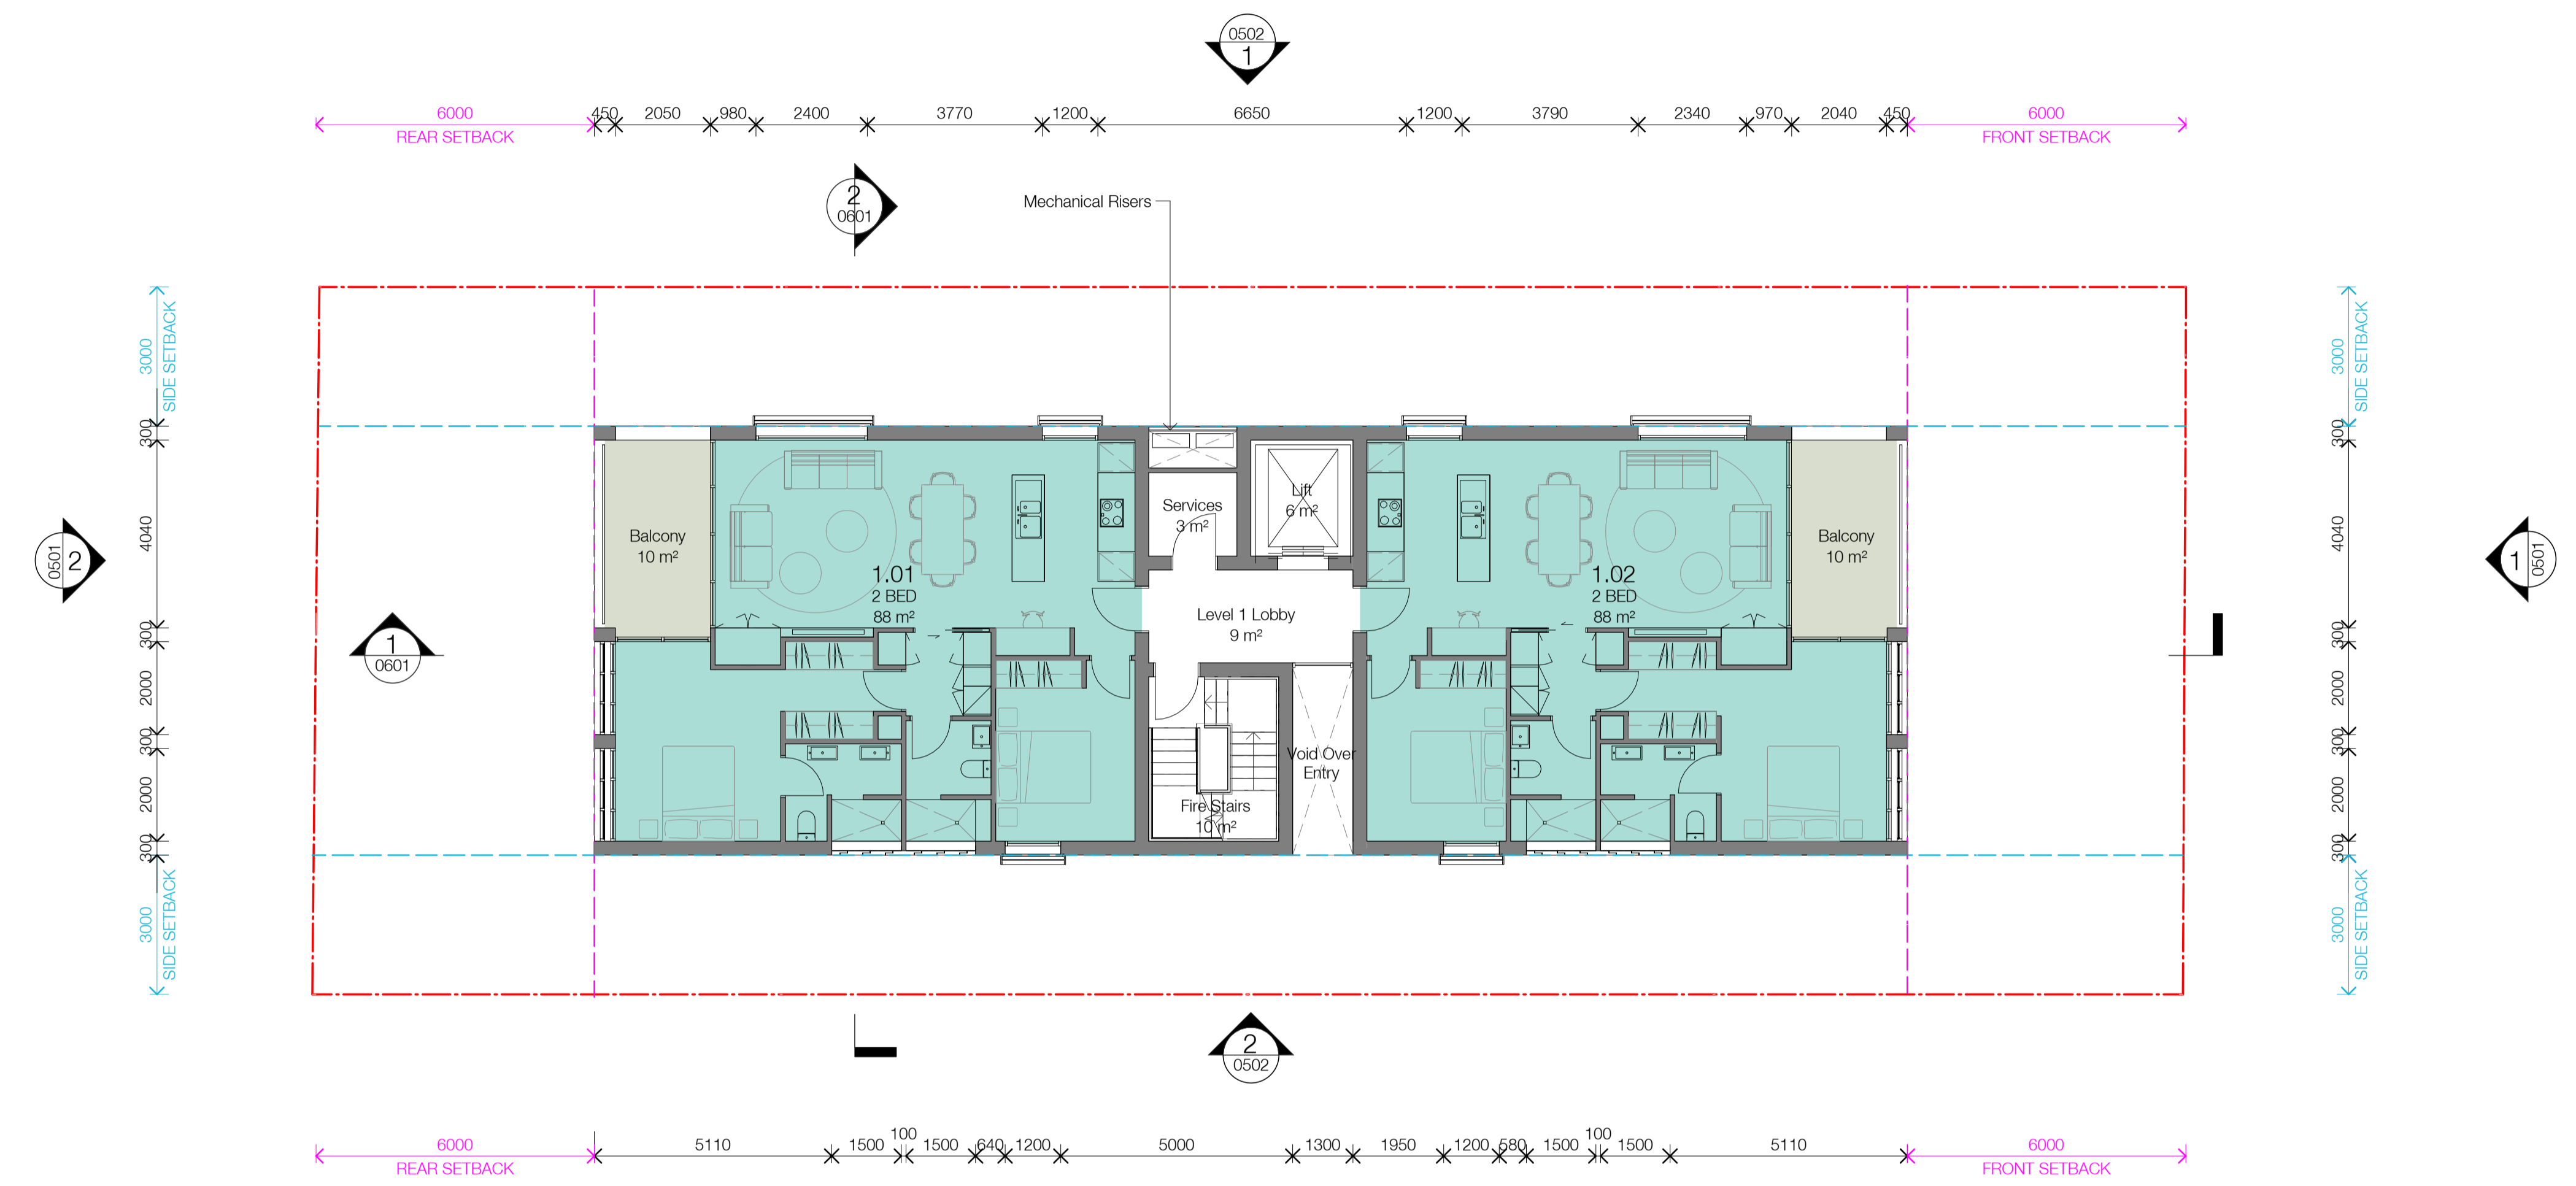 0502
1
6000
450
2050
980
2400
3770
1200
6650
1200
3790
2340
970
2040
450
6000
REAR SETBACK
FRONT SETBACK
2
0601
Mechanical Risers
3000
SIDE SETBACK
300
4040
300
2000
300
2000
300
3000
SIDE SETBACK
3000
SIDE SETBACK
300
4040
300
2000
300
2000
300
3000
SIDE SETBACK
0501
2
1
0501
1
0601
Balcony
10 m²
1.01
2 BED
88 m²
Services
3 m²
Lift
6 m²
Level 1 Lobby
9 m²
1.02
2 BED
88 m²
Balcony
10 m²
Void Over
Entry
Fire Stairs
10 m²
2
0502
6000
5110
1500
100
1500
640
1200
5000
1300
1950
1200
580
1500
100
1500
5110
6000
REAR SETBACK
FRONT SETBACK